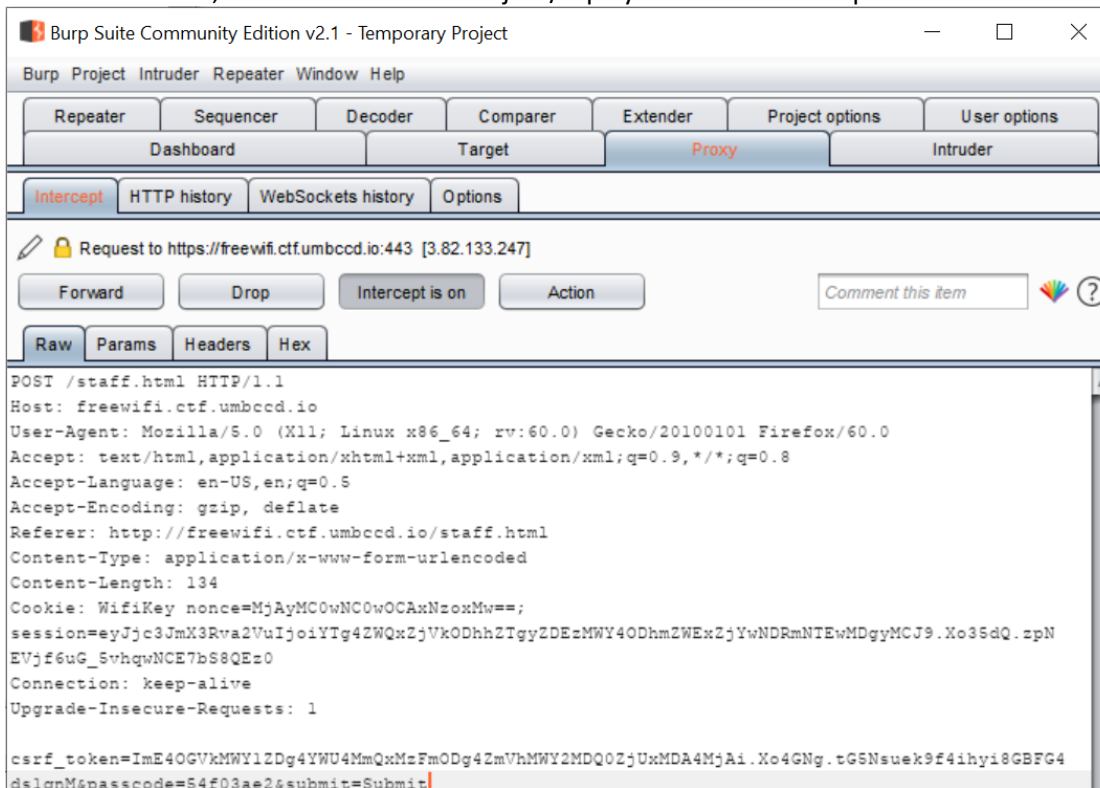 Burp Suite Community Edition v2.1 - Temporary Project
Burp Project Intruder Repeater Window Help
Repeater Sequencer Decoder Comparer Extender Project options User options
Dashboard Target Proxy Intruder
Intercept HTTP history WebSockets history Options
Request to https://freewifi.ctf.umbccd.io:443 [3.82.133.247]
Forward Drop Intercept is on Action Comment this item ?
Raw Params Headers Hex
POST /staff.html HTTP/1.1
Host: freewifi.ctf.umbccd.io
User-Agent: Mozilla/5.0 (X11; Linux x86_64; rv:60.0) Gecko/20100101 Firefox/60.0
Accept: text/html,application/xhtml+xml,application/xml;q=0.9,*/*;q=0.8
Accept-Language: en-US,en;q=0.5
Accept-Encoding: gzip, deflate
Referer: http://freewifi.ctf.umbccd.io/staff.html
Content-Type: application/x-www-form-urlencoded
Content-Length: 134
Cookie: WifiKey nonce=MjAyMC0wNC0wOCAxNzoxMw==;
session=eyJjc3JmX3Rva2VuIjoiYTg4ZWQxZjVkODhhZTgyZDEzMWY4ODhmZWExZjYwNDRmNTEwMDgyMCJ9.Xo35dQ.zpN
EVjf6uG_5vhqwNCE7bS8QEz0
Connection: keep-alive
Upgrade-Insecure-Requests: 1
csrf_token=ImE4OGVkMWY1ZDg4YWU4MmQxMzFmODg4ZmVhMWY2MDQ0ZjUxMDA4MjAi.Xo4GNg.tG5Nsuek9f4ihyi8GBFG4
dslqnM&passcode=54f03ae2&submit=Submit